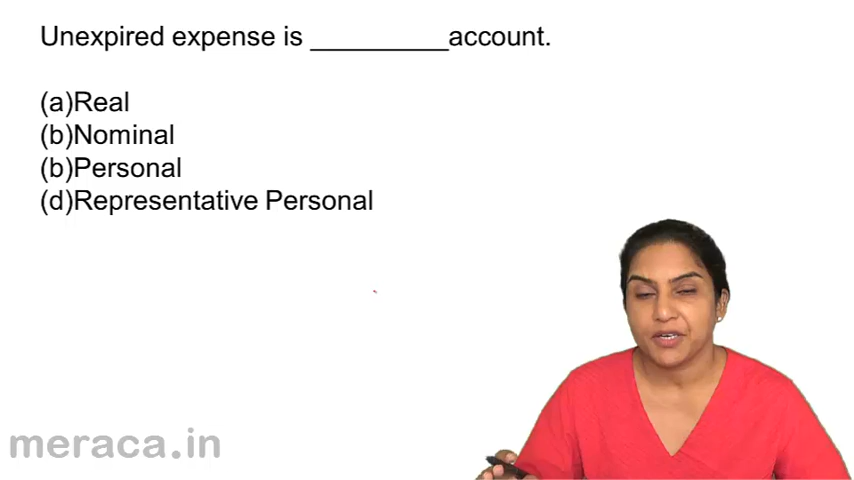 Unexpired expense is __________account.
(a)Real
(b)Nominal
(b)Personal
(d)Representative Personal
meraca.in